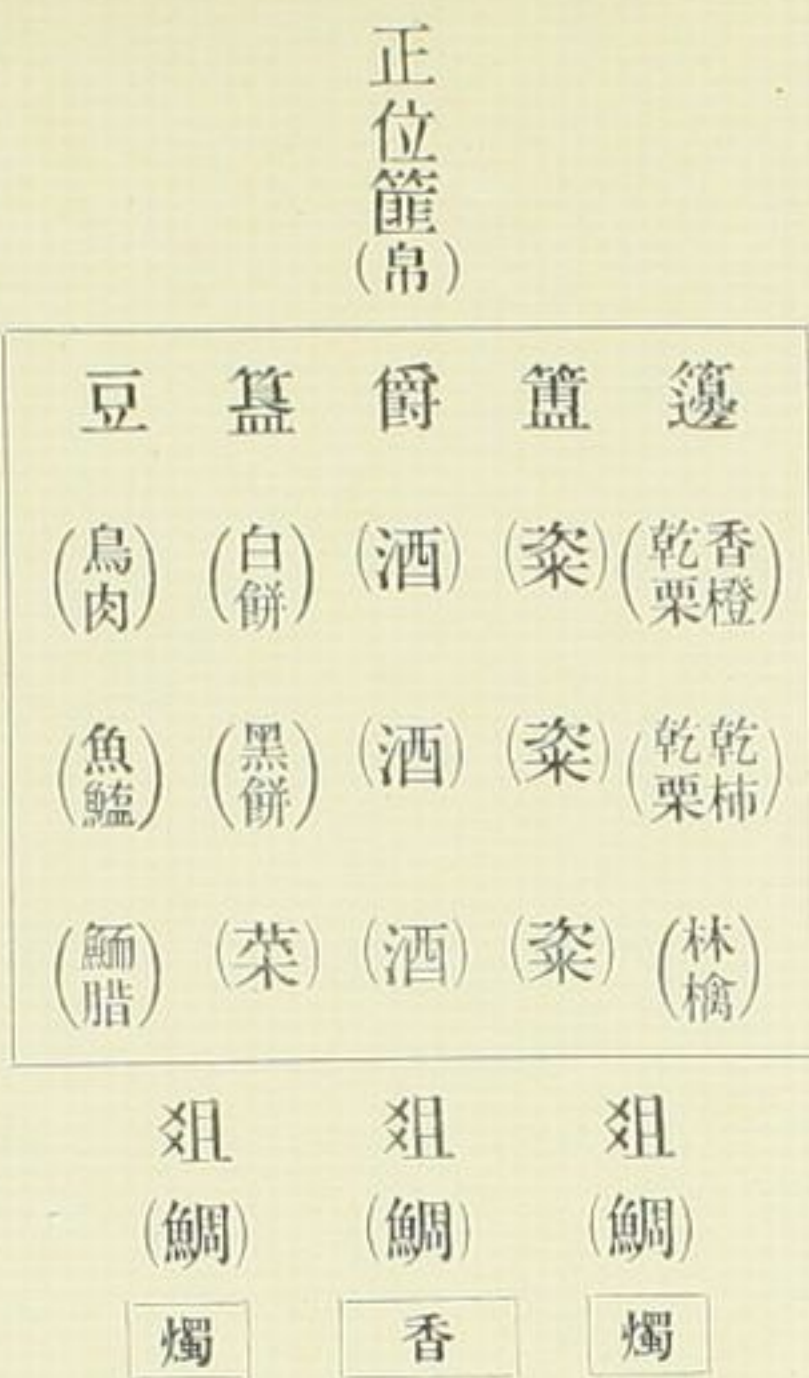 正位篚(帛)
籩(香橙乾栗)(乾柿乾栗)(林檎)
簠(粢)(粢)(粢)
爵(酒)(酒)(酒)
簋(白餅)(黑餅)(菜)
豆(鳥肉)(魚)(腊)
俎(鯛)
俎(鯛)
俎(鯛)
燭
香
燭